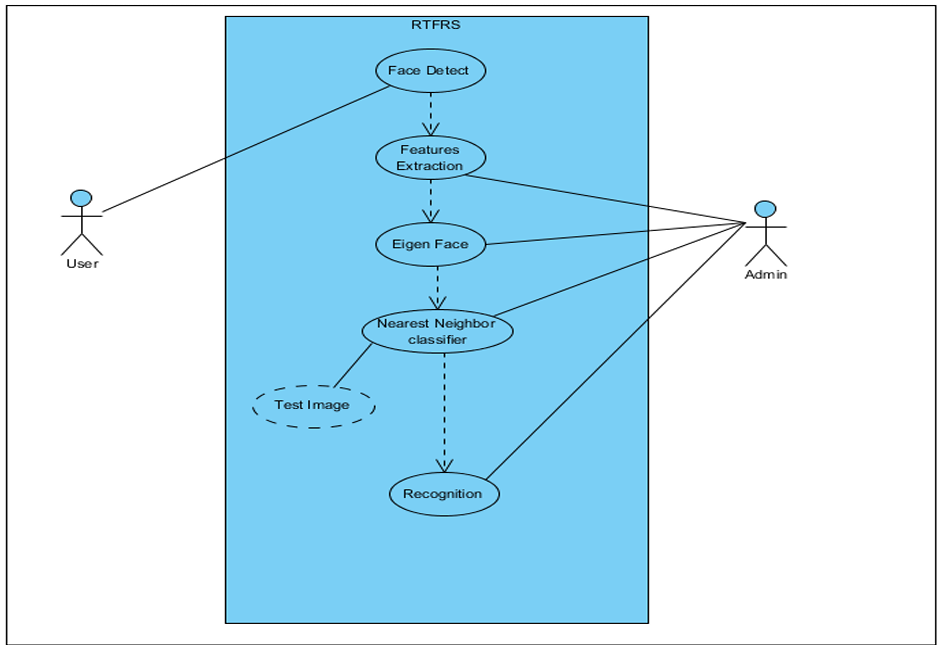 RTFRS
Face Detect
Features
Extraction
User
Admin
Eigen Face
Nearest Neighbor
classifier
Test Image
Recognition